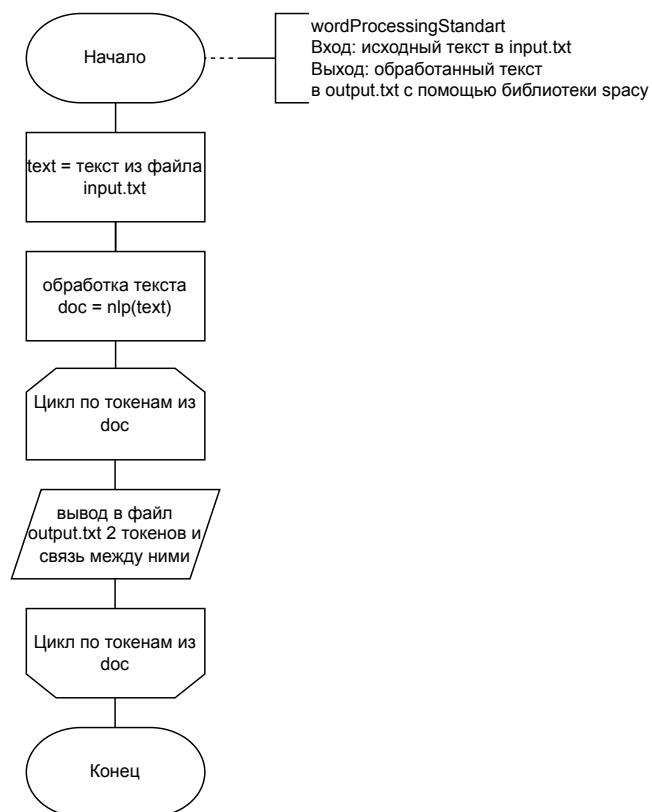 Начало
wordProcessingStandart
Вход: исходный текст в input.txt
Выход: обработанный текст
в output.txt с помощью библиотеки spacy
text = текст из файла
input.txt
обработка текста
doc = nlp(text)
Цикл по токенам из
doc
вывод в файл
output.txt 2 токенов и
связь между ними
Цикл по токенам из
doc
Конец